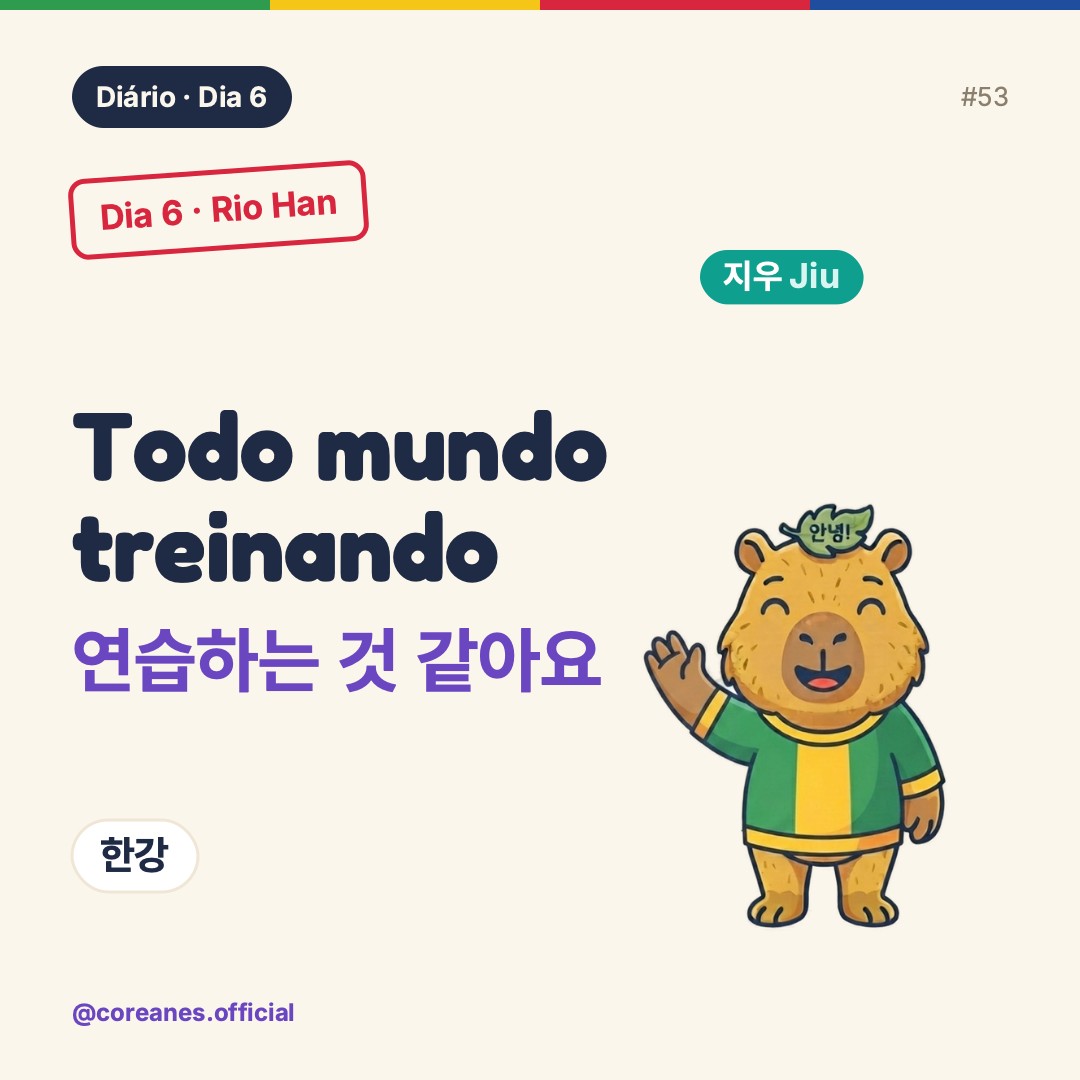 Diário · Dia 6
#53
Dia 6 · Rio Han
지우 Jiu
Todo mundo
treinando
안녕!
연습하는 것 같아요
한강
@coreanes.official